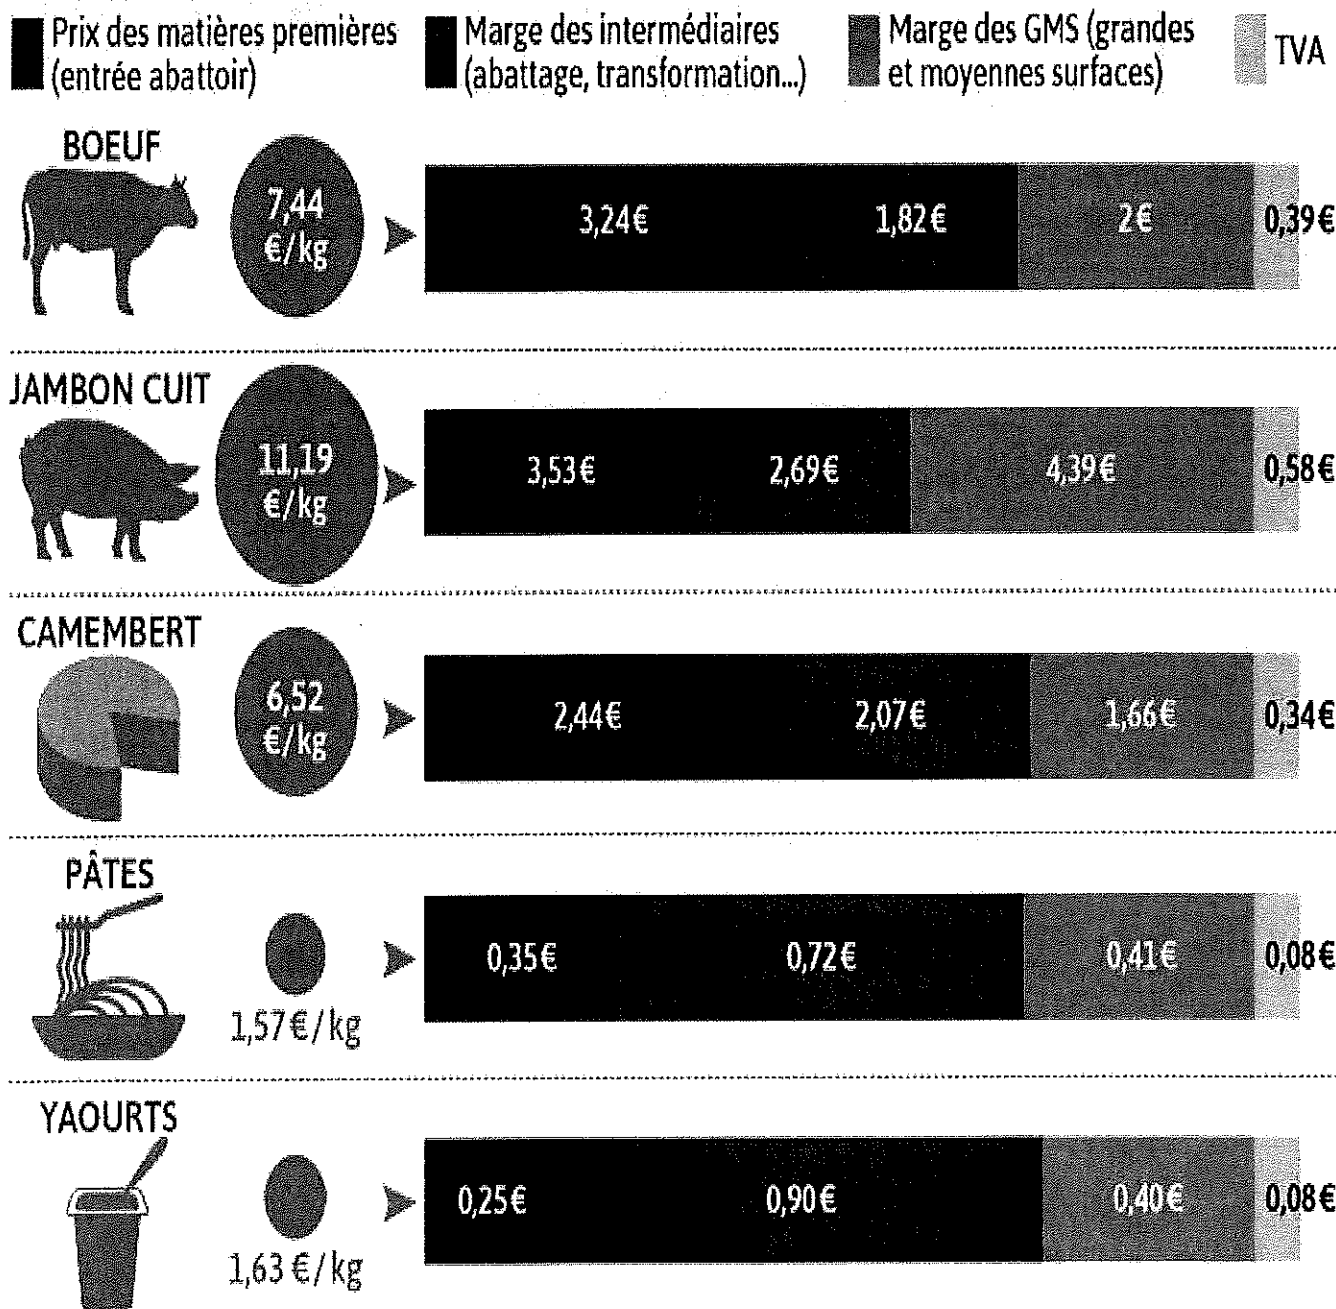 Prix des matières premières
(entrée abattoir)
Marge des intermédiaires
(abattage, transformation...)
Marge des GMS (grandes
et moyennes surfaces)
TVA
BOEUF
7,44
€/kg
3,24€ 1,82€ 2€ 0,39€
JAMBON CUIT
11,19
€/kg
3,53€ 2,69€ 4,39€ 0,58€
CAMEMBERT
6,52
€/kg
2,44€ 2,07€ 1,66€ 0,34€
PÂTES
1,57€/kg
0,35€ 0,72€ 0,41€ 0,08€
YAOURTS
1,63 €/kg
0,25€ 0,90€ 0,40€ 0,08€